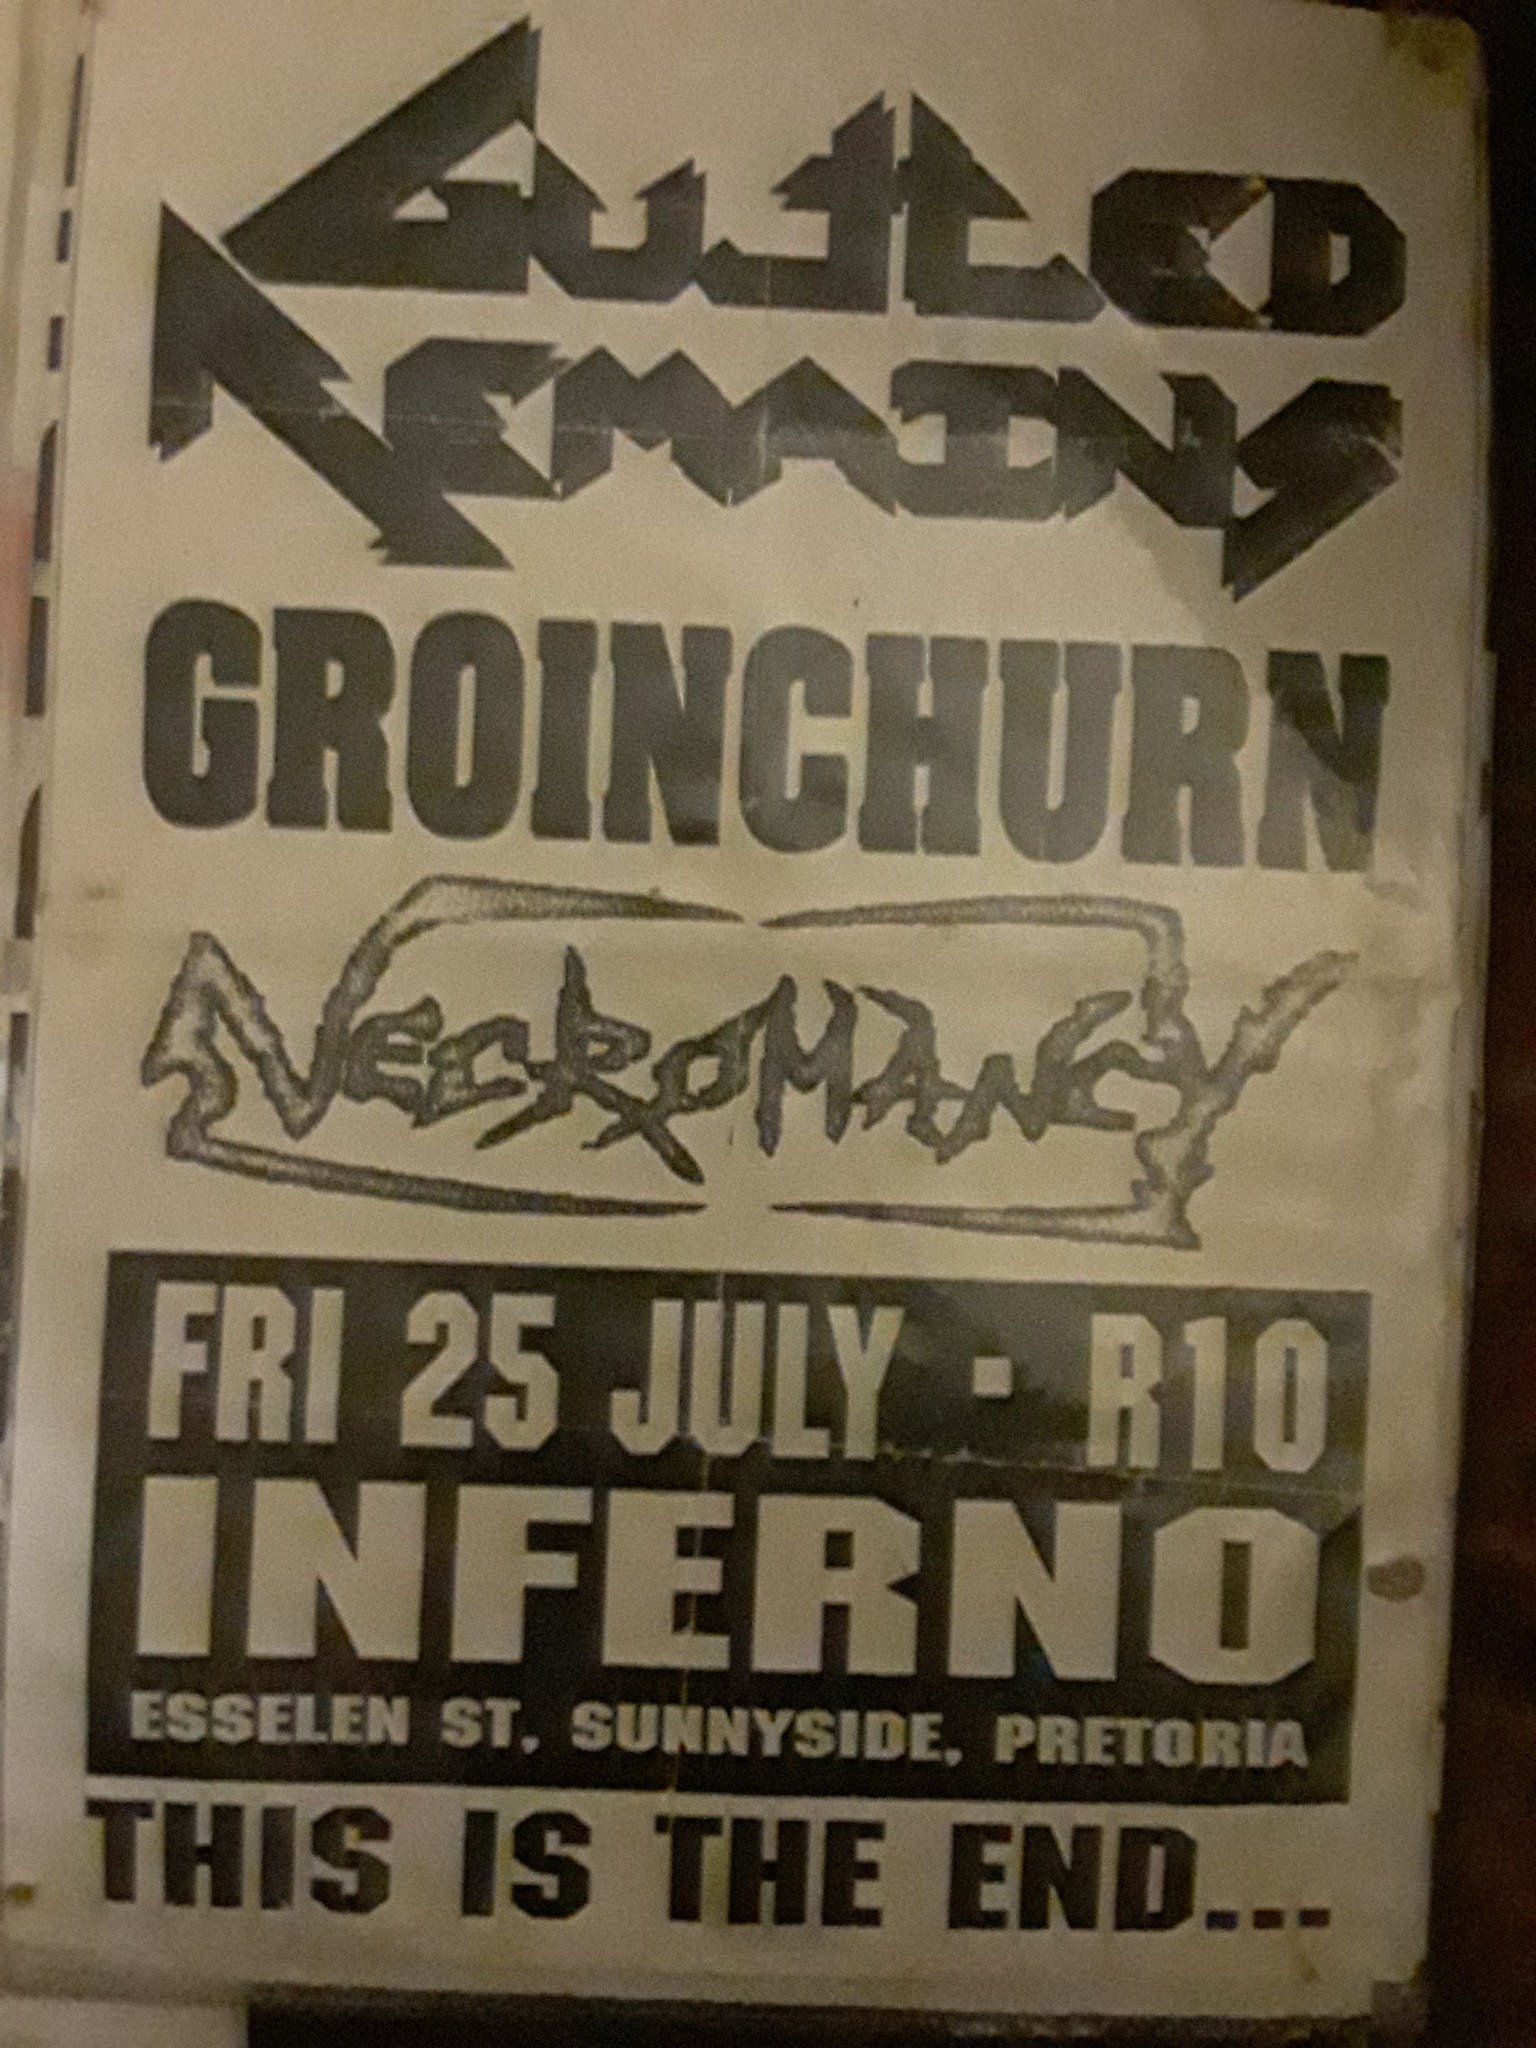 Gutted
Remains
GROINCHURN
NECROMANCY
FRI 25 JULY · R10
INFERNO
ESSELEN ST, SUNNYSIDE, PRETORIA
THIS IS THE END...